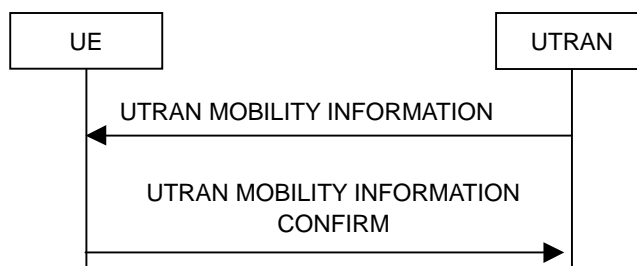 UE
UTRAN
UTRAN MOBILITY INFORMATION
UTRAN MOBILITY INFORMATION
CONFIRM